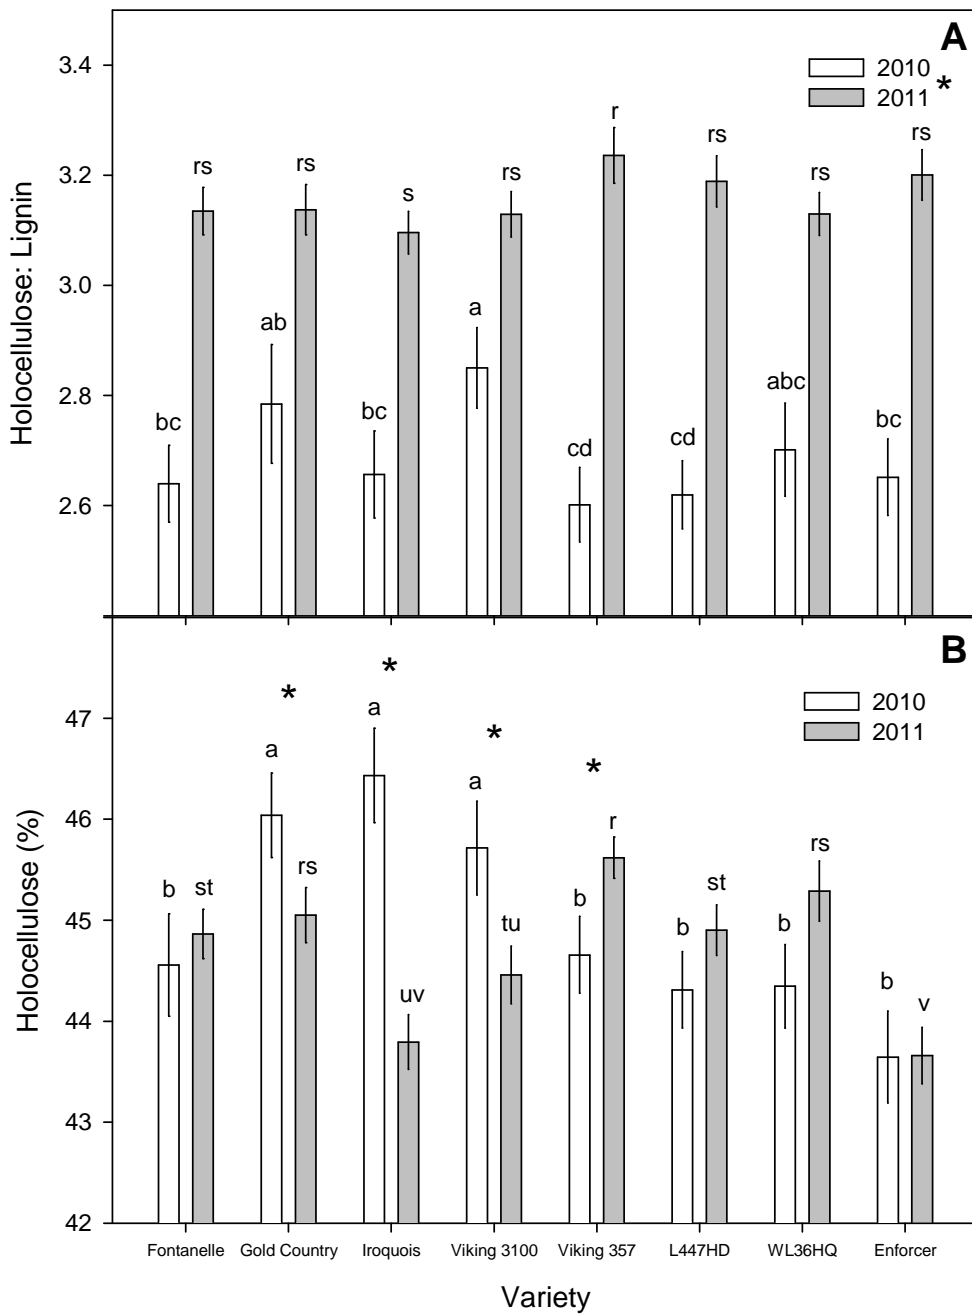 A
2010
2011 *
Holocellulose: Lignin
3.4
3.2
3.0
2.8
2.6
bc rs ab rs bc s a rs cd r cd rs abc rs bc rs
B
2010
2011
Holocellulose (%)
47
46
45
44
43
42
* * * *
b st a rs a uv a tu b r b st b rs b v
Fontanelle Gold Country Iroquois Viking 3100 Viking 357 L447HD WL36HQ Enforcer
Variety